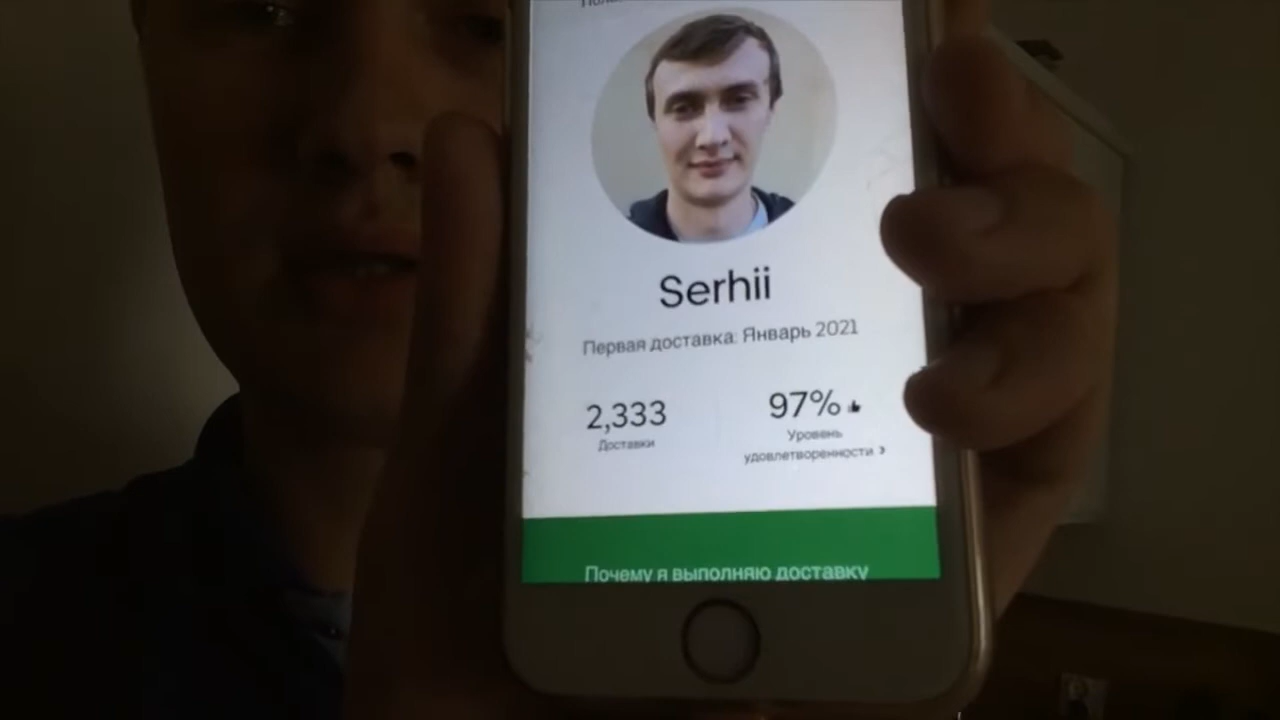 Serhii
Первая доставка: Январь 2021
2,333
Доставки
97%
Уровень
удовлетворенности
Почему я выполняю доставку